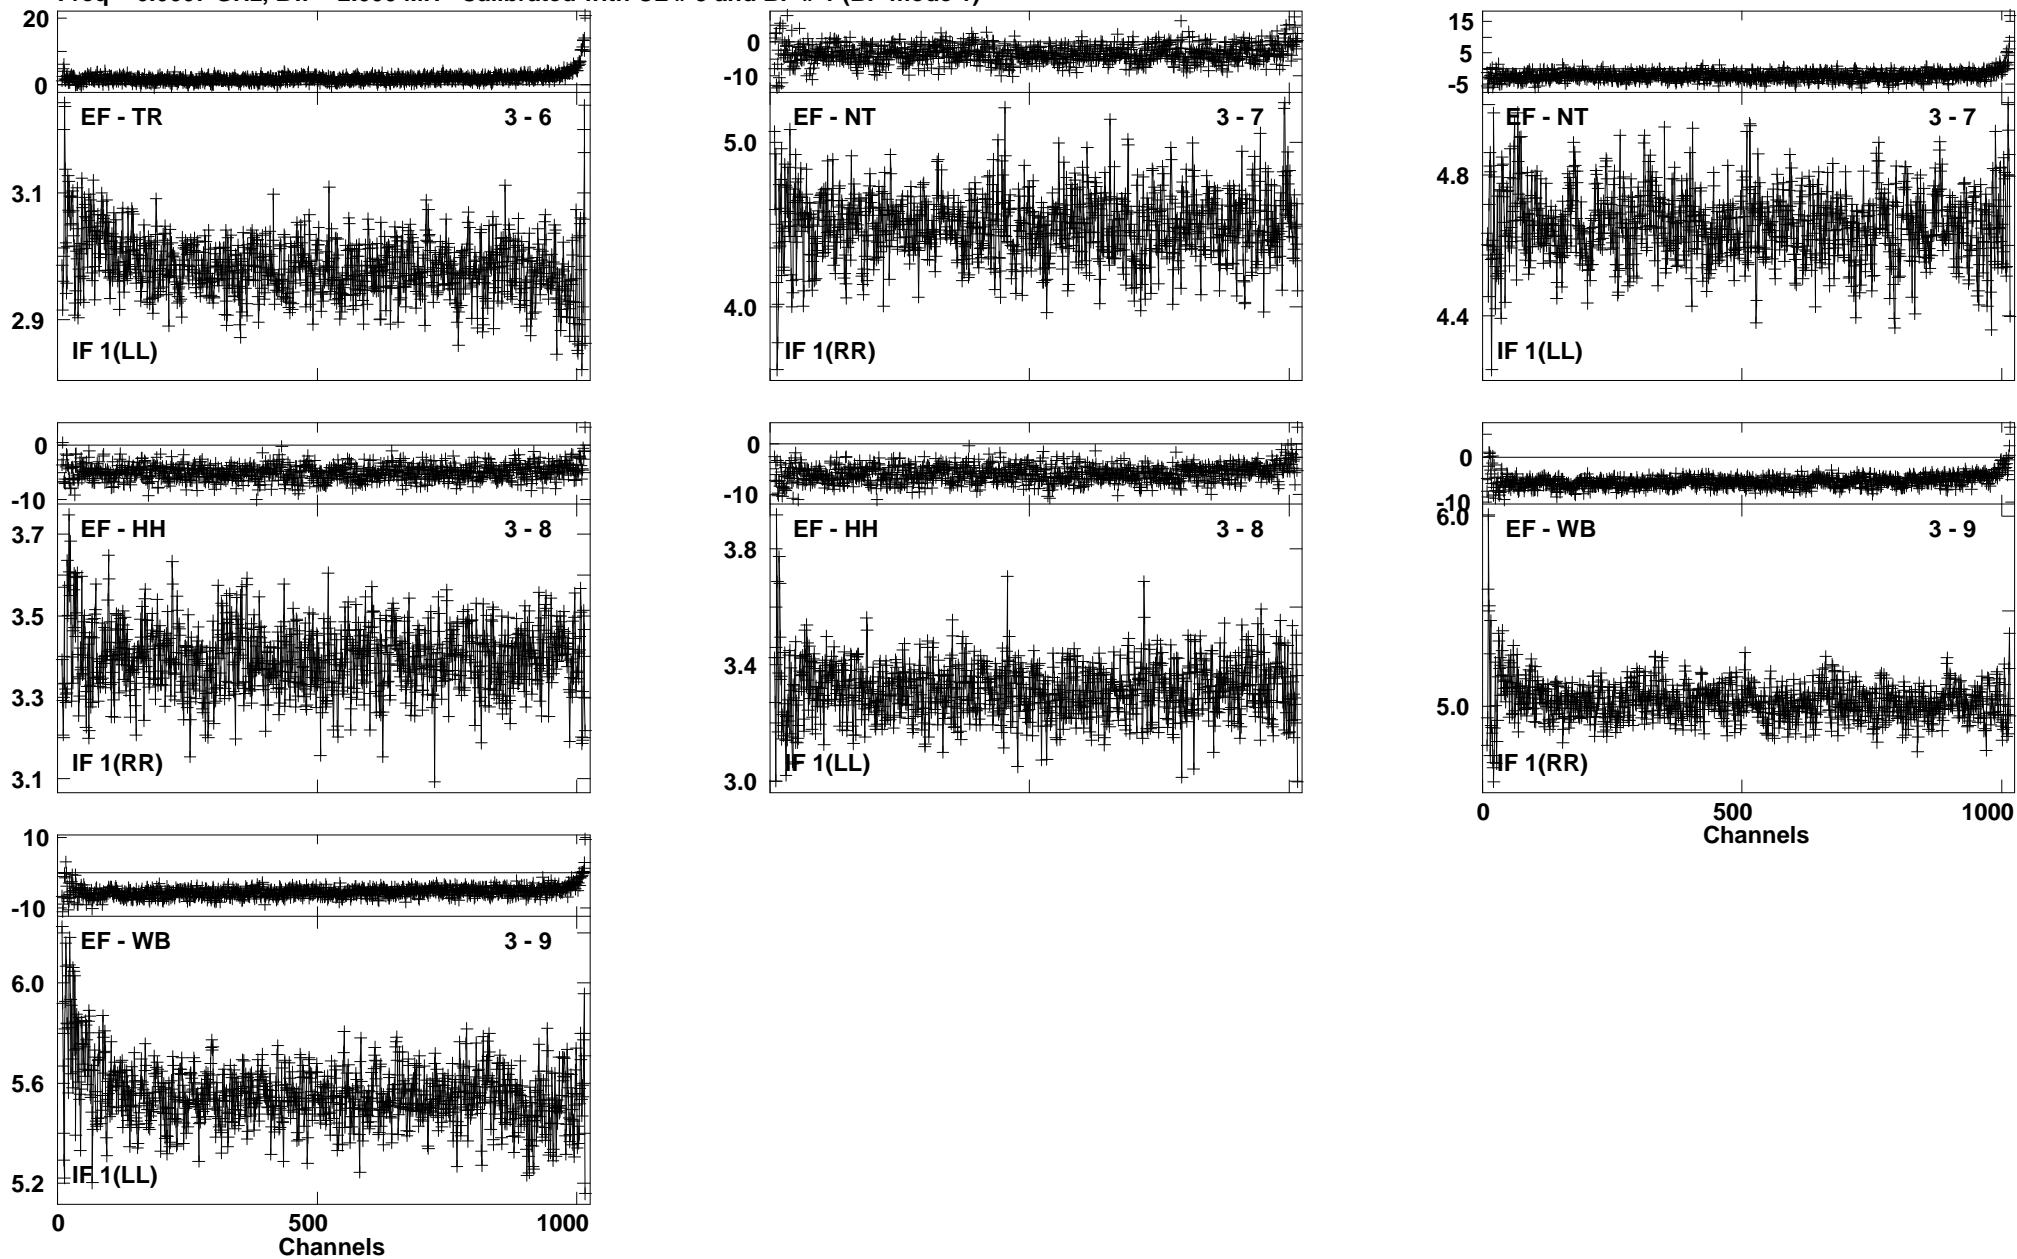 20
0
EF - TR
3 - 6
3.1
2.9
IF 1(LL)
0
-10
EF - NT
3 - 7
5.0
4.0
IF 1(RR)
15
5
-5
EF - NT
3 - 7
4.8
4.4
IF 1(LL)
0
-10
EF - HH
3 - 8
3.7
3.5
3.3
3.1
IF 1(RR)
0
-10
EF - HH
3 - 8
3.8
3.4
3.0
IF 1(LL)
0
-10
6.0
EF - WB
3 - 9
5.0
IF 1(RR)
0
500
1000
Channels
10
-10
EF - WB
3 - 9
6.0
5.6
5.2
IF 1(LL)
0
500
1000
Channels